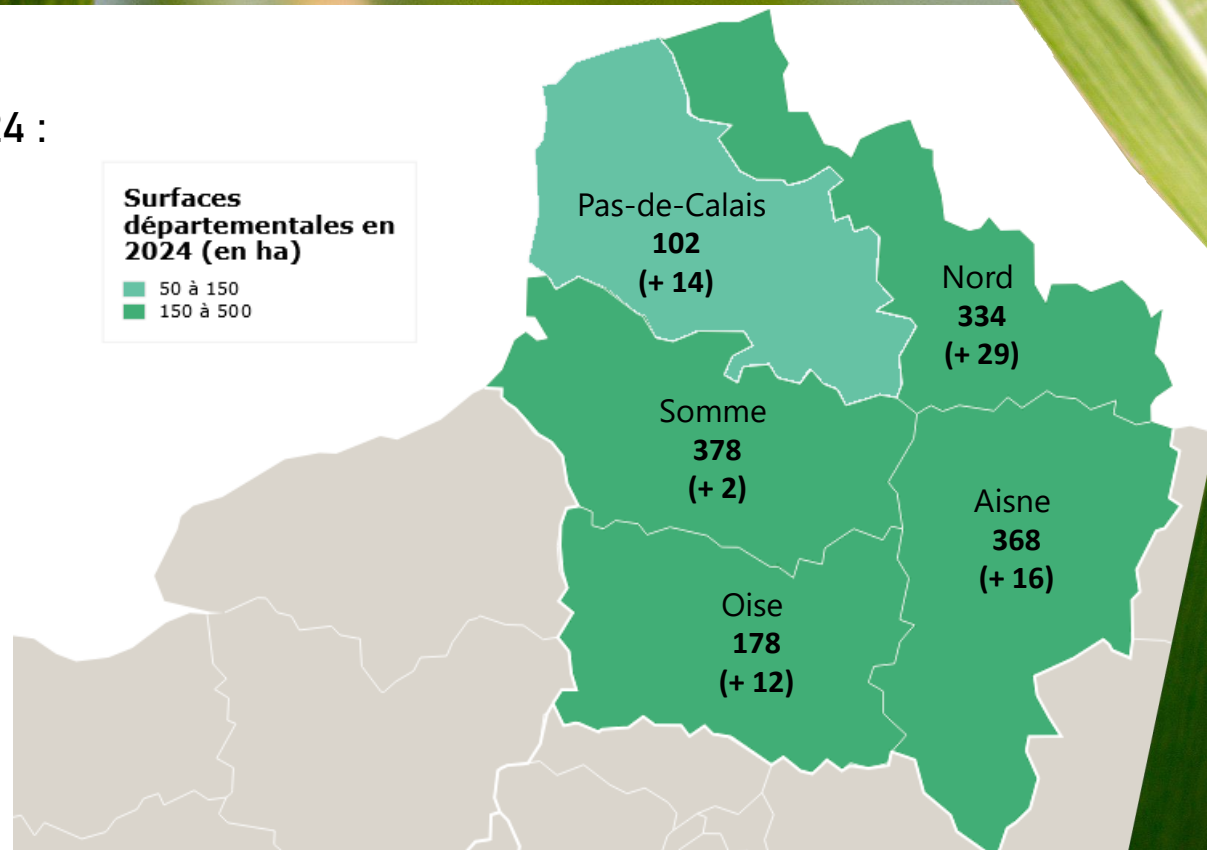 4 :
Surfaces
départementales en
2024 (en ha)
50 à 150
150 à 500
Pas-de-Calais
102
(+ 14)
Nord
334
(+ 29)
Somme
378
(+ 2)
Aisne
368
(+ 16)
Oise
178
(+ 12)